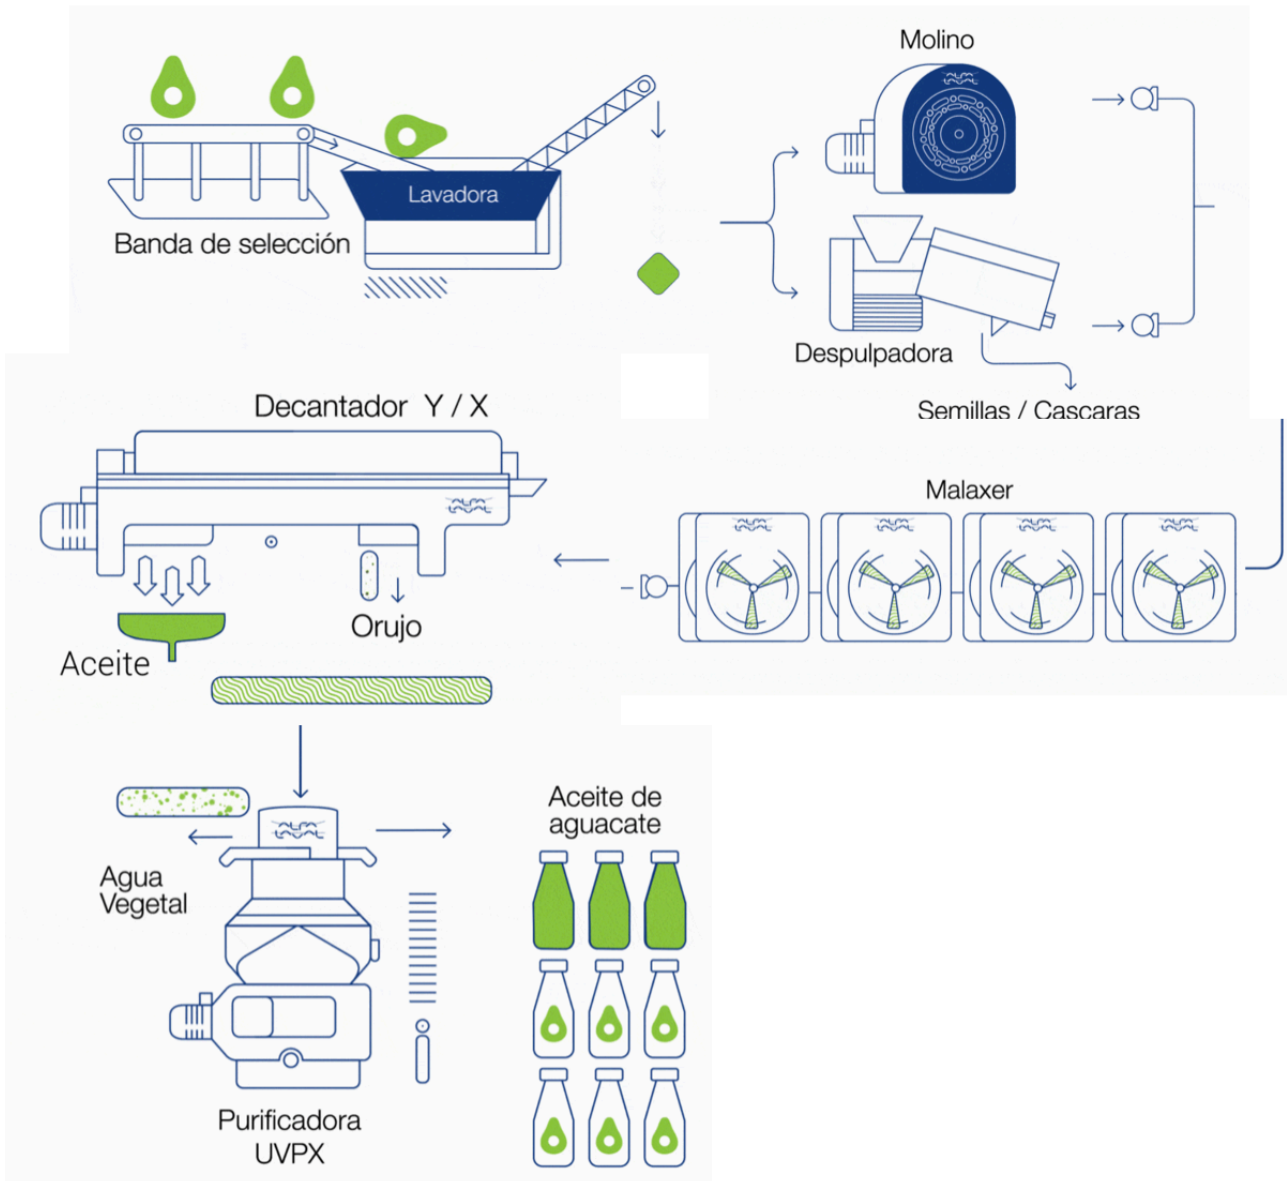 Molino
Lavadora
Banda de selección
Despulpadora
Semillas / Cascaras
Decantador Y / X
Malaxer
Orujo
Aceite
Aceite de
aguacate
Agua
Vegetal
Purificadora
UVPX